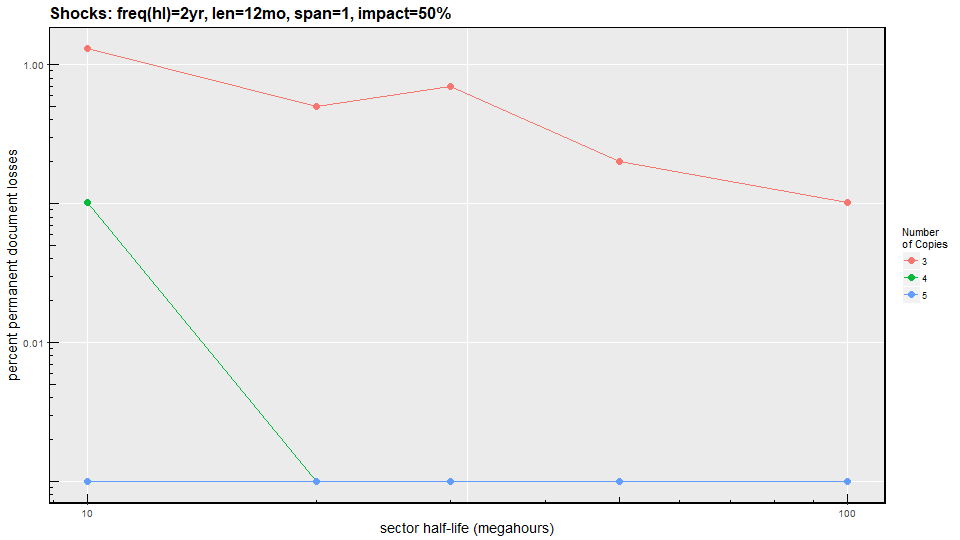 Shocks: freq(hl)=2yr, len=12mo, span=1, impact=50%
1.00
0.01
percent permanent document losses
10
100
sector half-life (megahours)
Number
of Copies
3
4
5